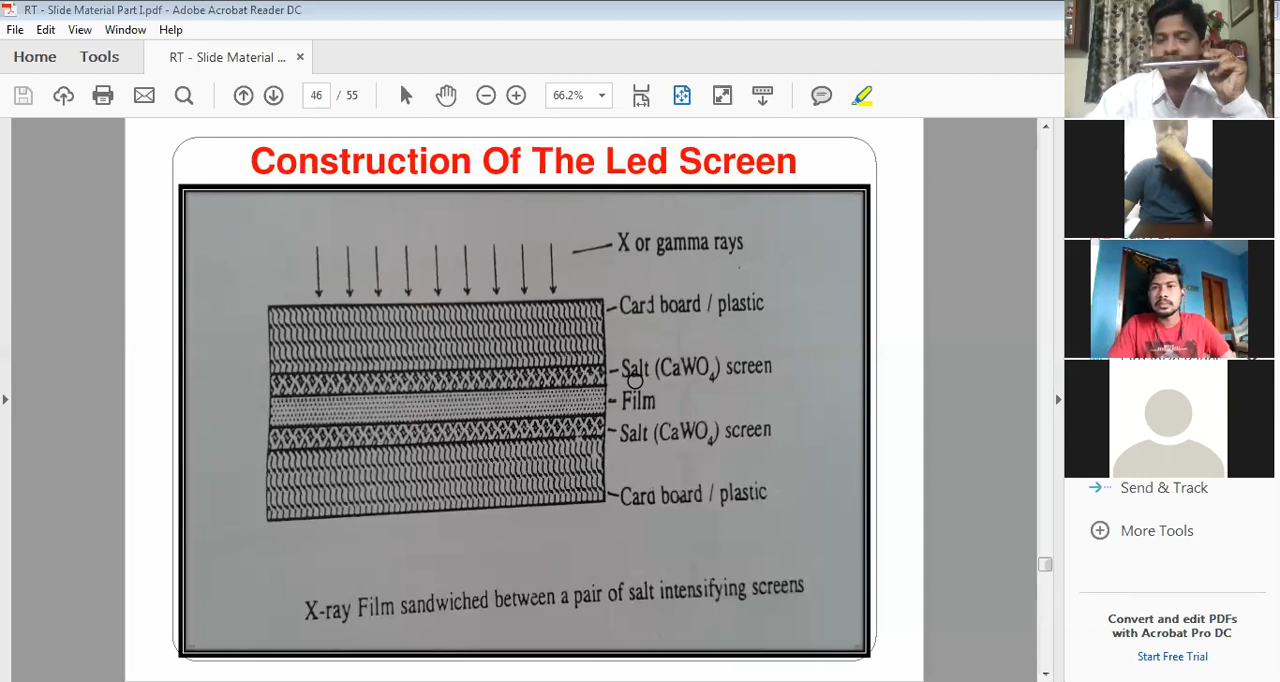 RT - Slide Material Part I.pdf - Adobe Acrobat Reader DC
File Edit View Window Help
Home Tools RT - Slide Material ... ×
46 / 55 66.2%
Construction Of The Led Screen
X or gamma rays
Card board / plastic
Salt (CaWO4) screen
Film
Salt (CaWO4) screen
Card board / plastic
X-ray Film sandwiched between a pair of salt intensifying screens
Send & Track
More Tools
Convert and edit PDFs
with Acrobat Pro DC
Start Free Trial